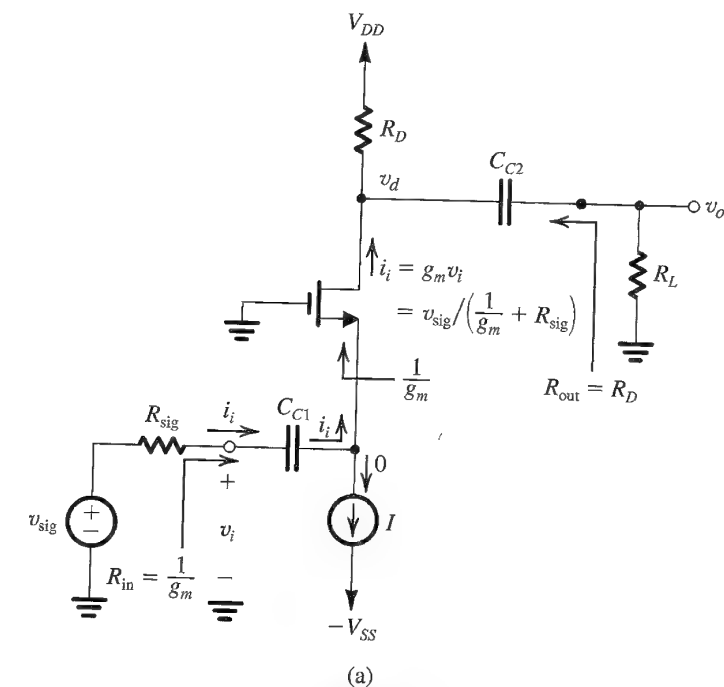 V_DD
R_D
C_C2
v_d
v_o
i_i = g_m v_i
= v_sig/(1/g_m + R_sig)
R_L
1/g_m
R_out = R_D
R_sig
i_i
C_C1
i_i
0
+
v_sig
+
−
v_i
I
R_in = 1/g_m
−
−V_SS
(a)